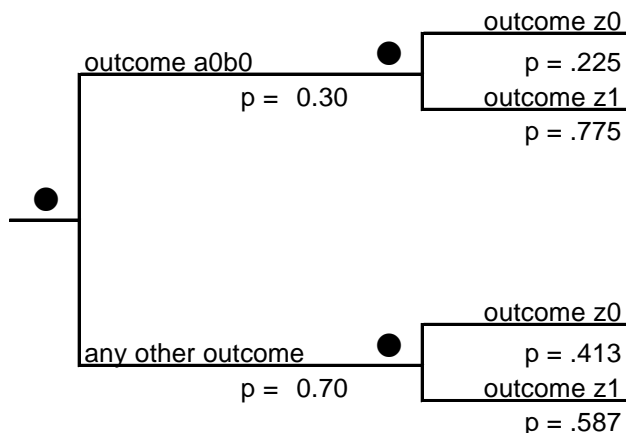 outcome z0
outcome a0b0
p = .225
p = 0.30
outcome z1
p = .775
outcome z0
any other outcome
p = .413
p = 0.70
outcome z1
p = .587